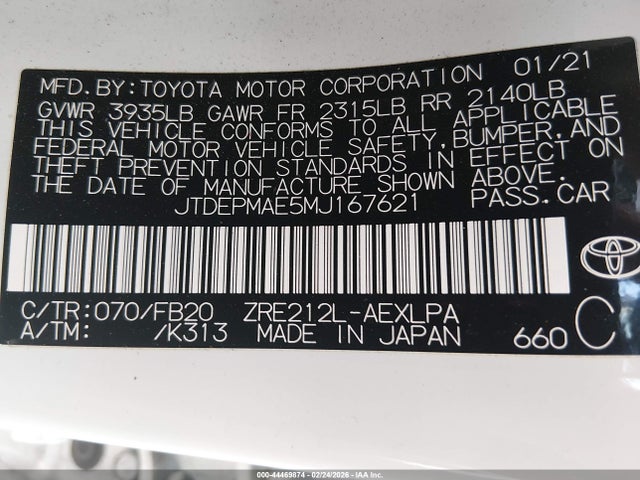 MFD. BY: TOYOTA MOTOR CORPORATION 01/21
GVWR 3935LB GAWR FR 2315LB RR 2140LB
THIS VEHICLE CONFORMS TO ALL APPLICABLE
FEDERAL MOTOR VEHICLE SAFETY, BUMPER, AND
THEFT PREVENTION STANDARDS IN EFFECT ON
THE DATE OF MANUFACTURE SHOWN ABOVE.
JTDEPMAE5MJ167621 PASS. CAR
C/TR: 070/FB20 ZRE212L-AEXLPA
A/TM: /K313 MADE IN JAPAN 660 C
000-44469874 - 02/24/2026 - IAA Inc.